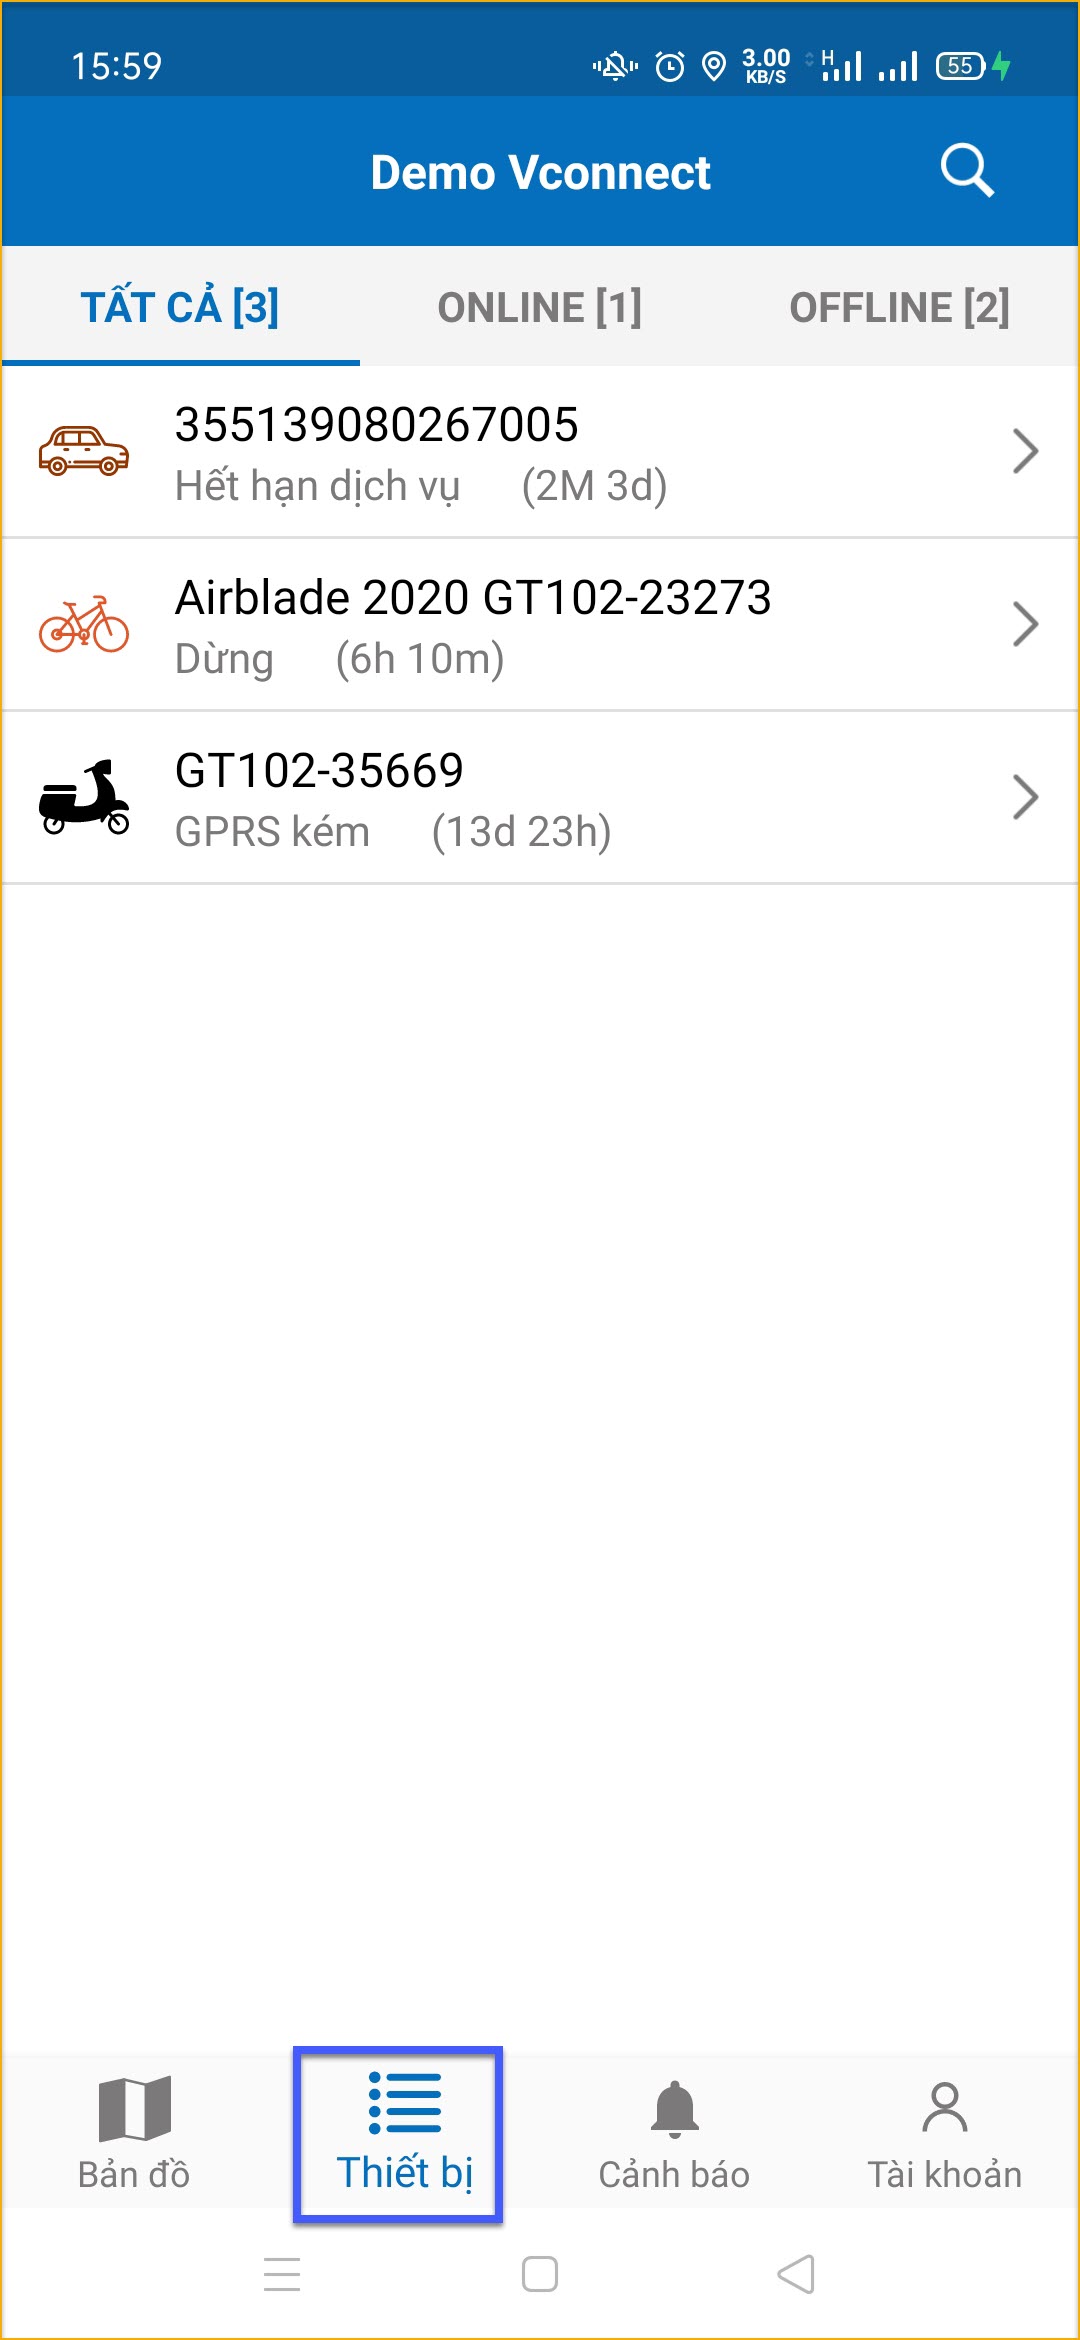 15:59 3.00 KB/S H 55
Demo Vconnect
TẤT CẢ [3] ONLINE [1] OFFLINE [2]
355139080267005
Hết hạn dịch vụ (2M 3d)
Airblade 2020 GT102-23273
Dừng (6h 10m)
GT102-35669
GPRS kém (13d 23h)
Bản đồ Thiết bị Cảnh báo Tài khoản